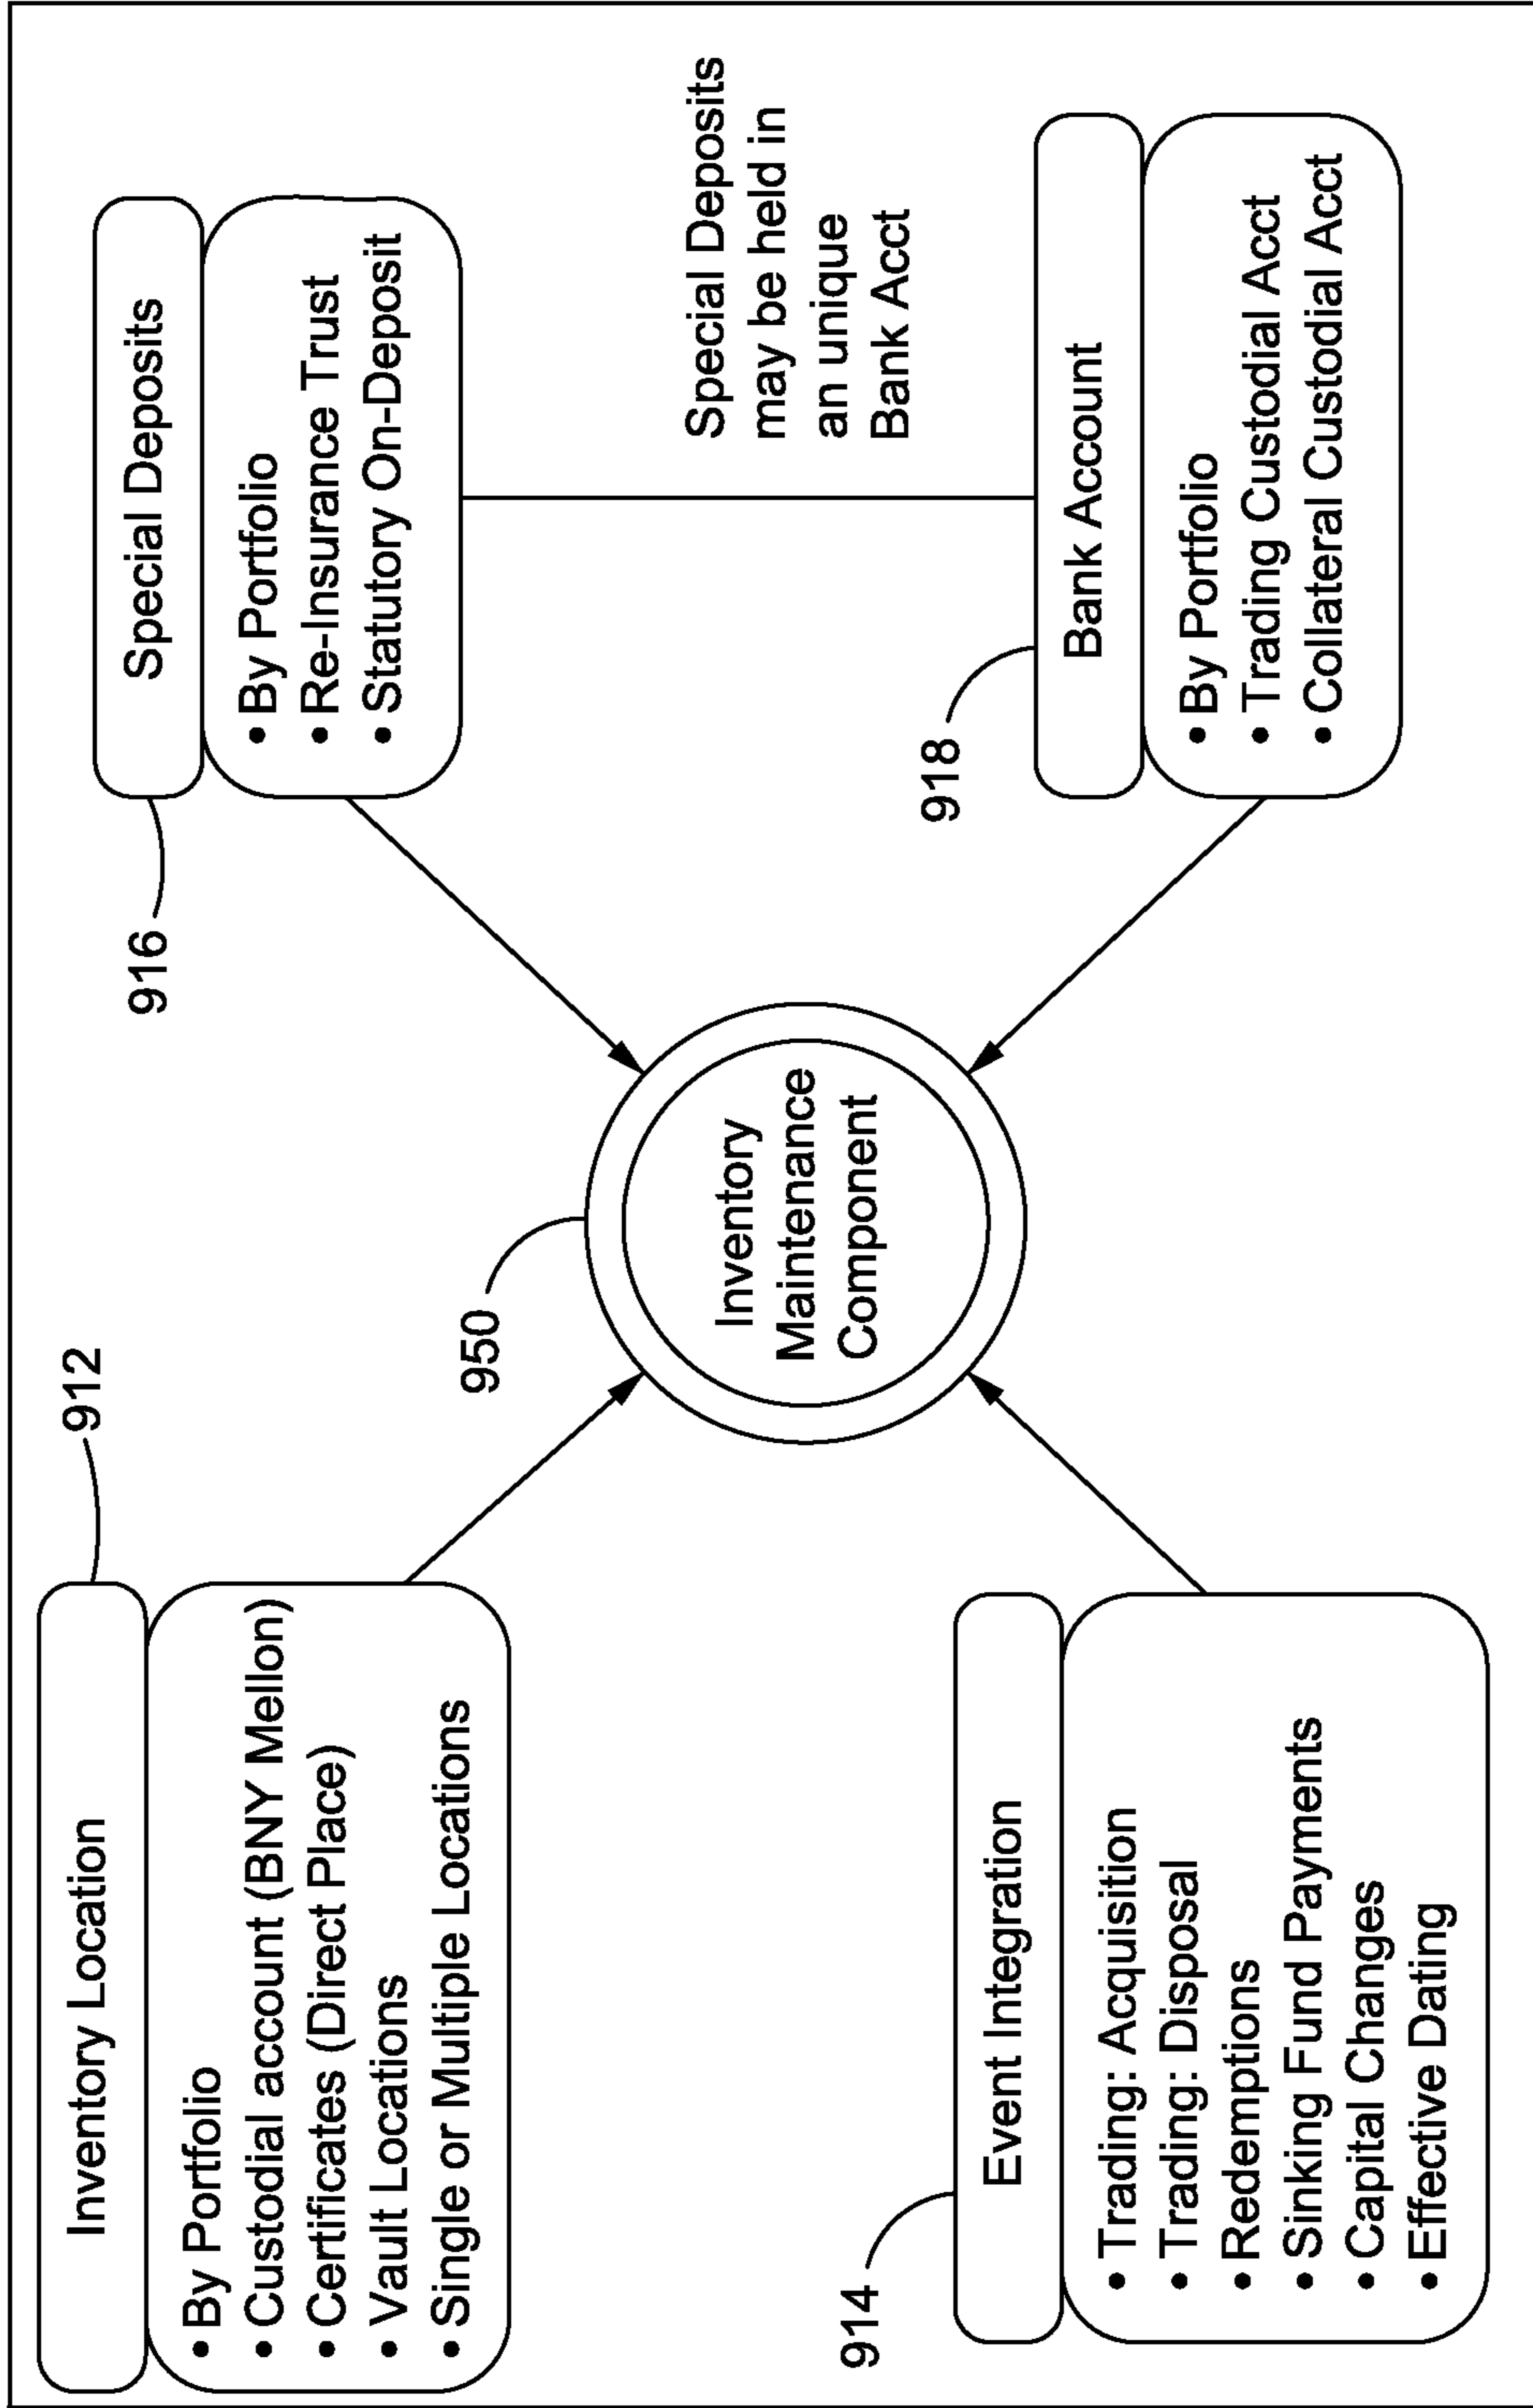 Inventory Location
912
• By Portfolio
• Custodial account (BNY Mellon)
• Certificates (Direct Place)
• Vault Locations
• Single or Multiple Locations
916
Special Deposits
• By Portfolio
• Re-Insurance Trust
• Statutory On-Deposit
950
Inventory
Maintenance
Component
Special Deposits
may be held in
an unique
Bank Acct
914
Event Integration
• Trading: Acquisition
• Trading: Disposal
• Redemptions
• Sinking Fund Payments
• Capital Changes
• Effective Dating
918
Bank Account
• By Portfolio
• Trading Custodial Acct
• Collateral Custodial Acct